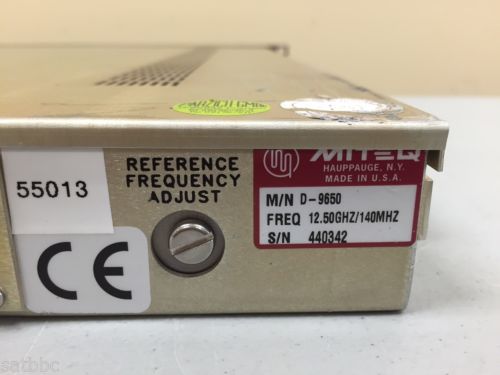 55013
CE
REFERENCE
FREQUENCY
ADJUST
MITEQ
HAUPPAUGE, N.Y.
MADE IN U.S.A.
M/N D-9650
FREQ 12.50GHZ/140MHZ
S/N 440342
satbbc